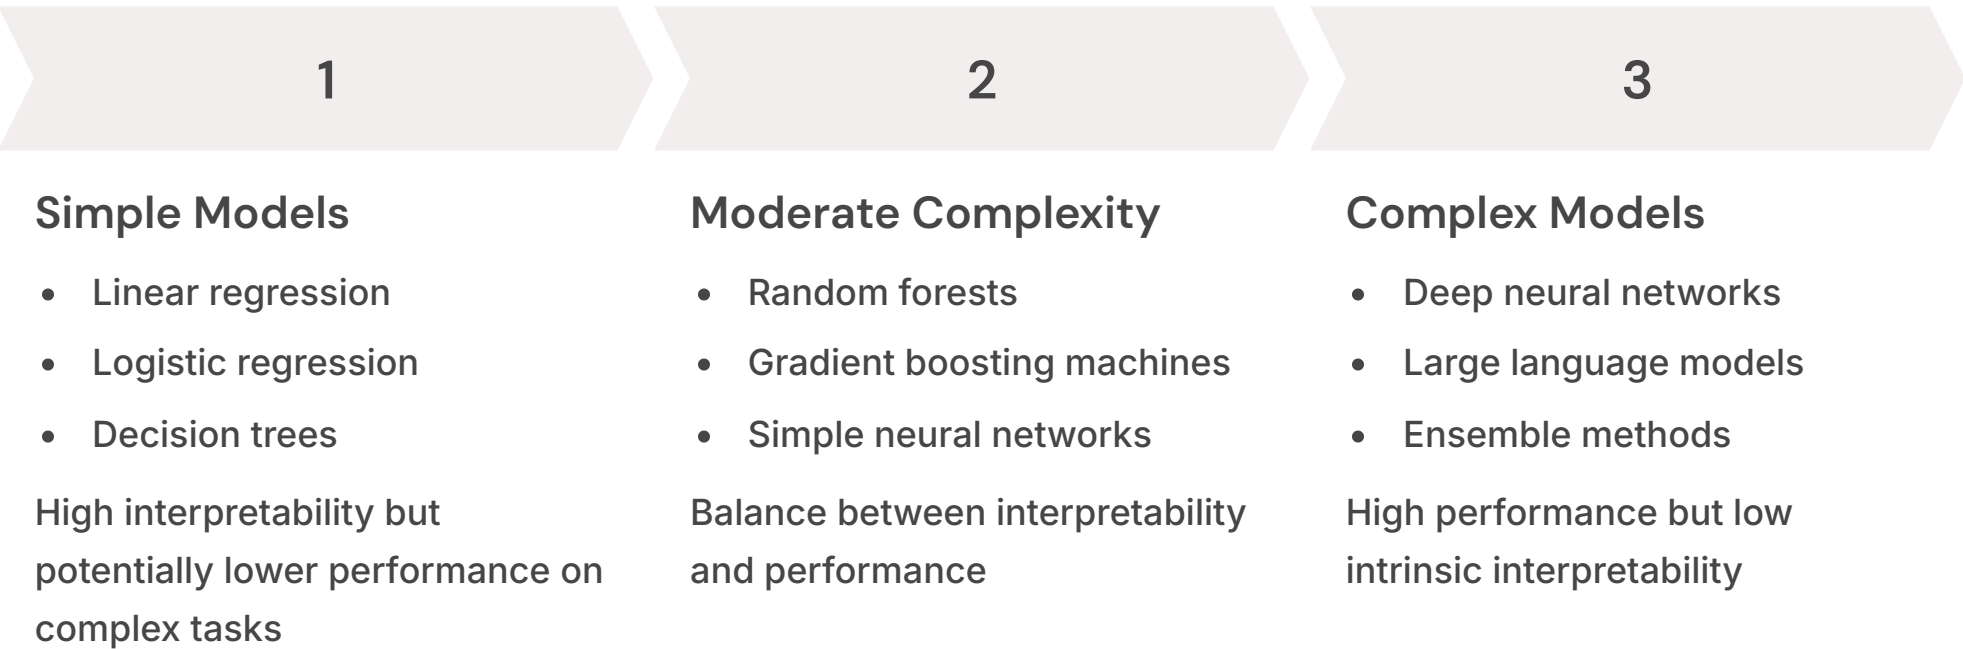 1
2
3
Simple Models
• Linear regression
• Logistic regression
• Decision trees
High interpretability but
potentially lower performance on
complex tasks
Moderate Complexity
• Random forests
• Gradient boosting machines
• Simple neural networks
Balance between interpretability
and performance
Complex Models
• Deep neural networks
• Large language models
• Ensemble methods
High performance but low
intrinsic interpretability